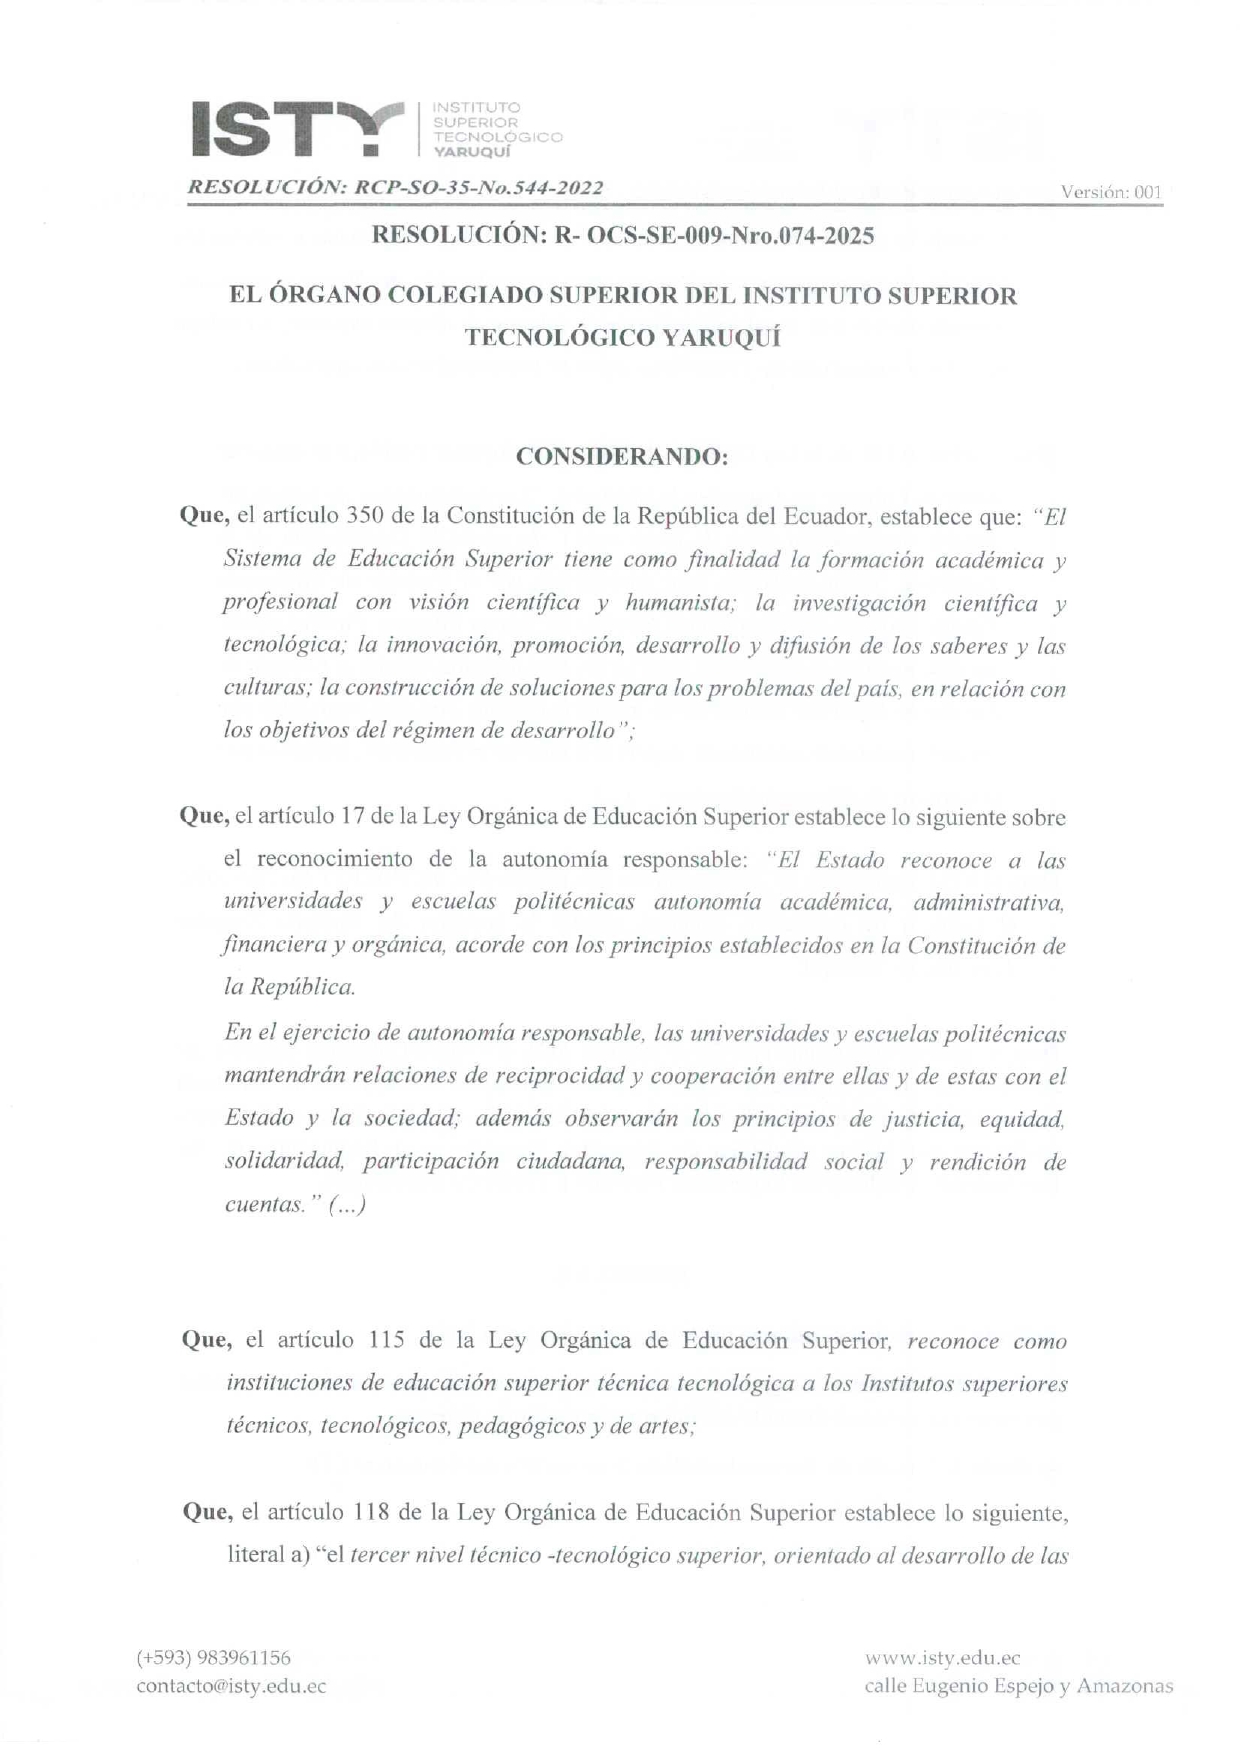 ISTY
INSTITUTO
SUPERIOR
TECNOLÓGICO
YARUQUÍ
RESOLUCIÓN: RCP-SO-35-No.544-2022
Versión: 001
RESOLUCIÓN: R- OCS-SE-009-Nro.074-2025
EL ÓRGANO COLEGIADO SUPERIOR DEL INSTITUTO SUPERIOR
TECNOLÓGICO YARUQUÍ
CONSIDERANDO:
Que, el artículo 350 de la Constitución de la República del Ecuador, establece que: “El
Sistema de Educación Superior tiene como finalidad la formación académica y
profesional con visión científica y humanista; la investigación científica y
tecnológica; la innovación, promoción, desarrollo y difusión de los saberes y las
culturas; la construcción de soluciones para los problemas del país, en relación con
los objetivos del régimen de desarrollo”;
Que, el artículo 17 de la Ley Orgánica de Educación Superior establece lo siguiente sobre
el reconocimiento de la autonomía responsable: “El Estado reconoce a las
universidades y escuelas politécnicas autonomía académica, administrativa,
financiera y orgánica, acorde con los principios establecidos en la Constitución de
la República.
En el ejercicio de autonomía responsable, las universidades y escuelas politécnicas
mantendrán relaciones de reciprocidad y cooperación entre ellas y de estas con el
Estado y la sociedad; además observarán los principios de justicia, equidad,
solidaridad, participación ciudadana, responsabilidad social y rendición de
cuentas.” (...)
Que, el artículo 115 de la Ley Orgánica de Educación Superior, reconoce como
instituciones de educación superior técnica tecnológica a los Institutos superiores
técnicos, tecnológicos, pedagógicos y de artes;
Que, el artículo 118 de la Ley Orgánica de Educación Superior establece lo siguiente,
literal a) “el tercer nivel técnico -tecnológico superior, orientado al desarrollo de las
(+593) 983961156
contacto@isty.edu.ec
www.isty.edu.ec
calle Eugenio Espejo y Amazonas